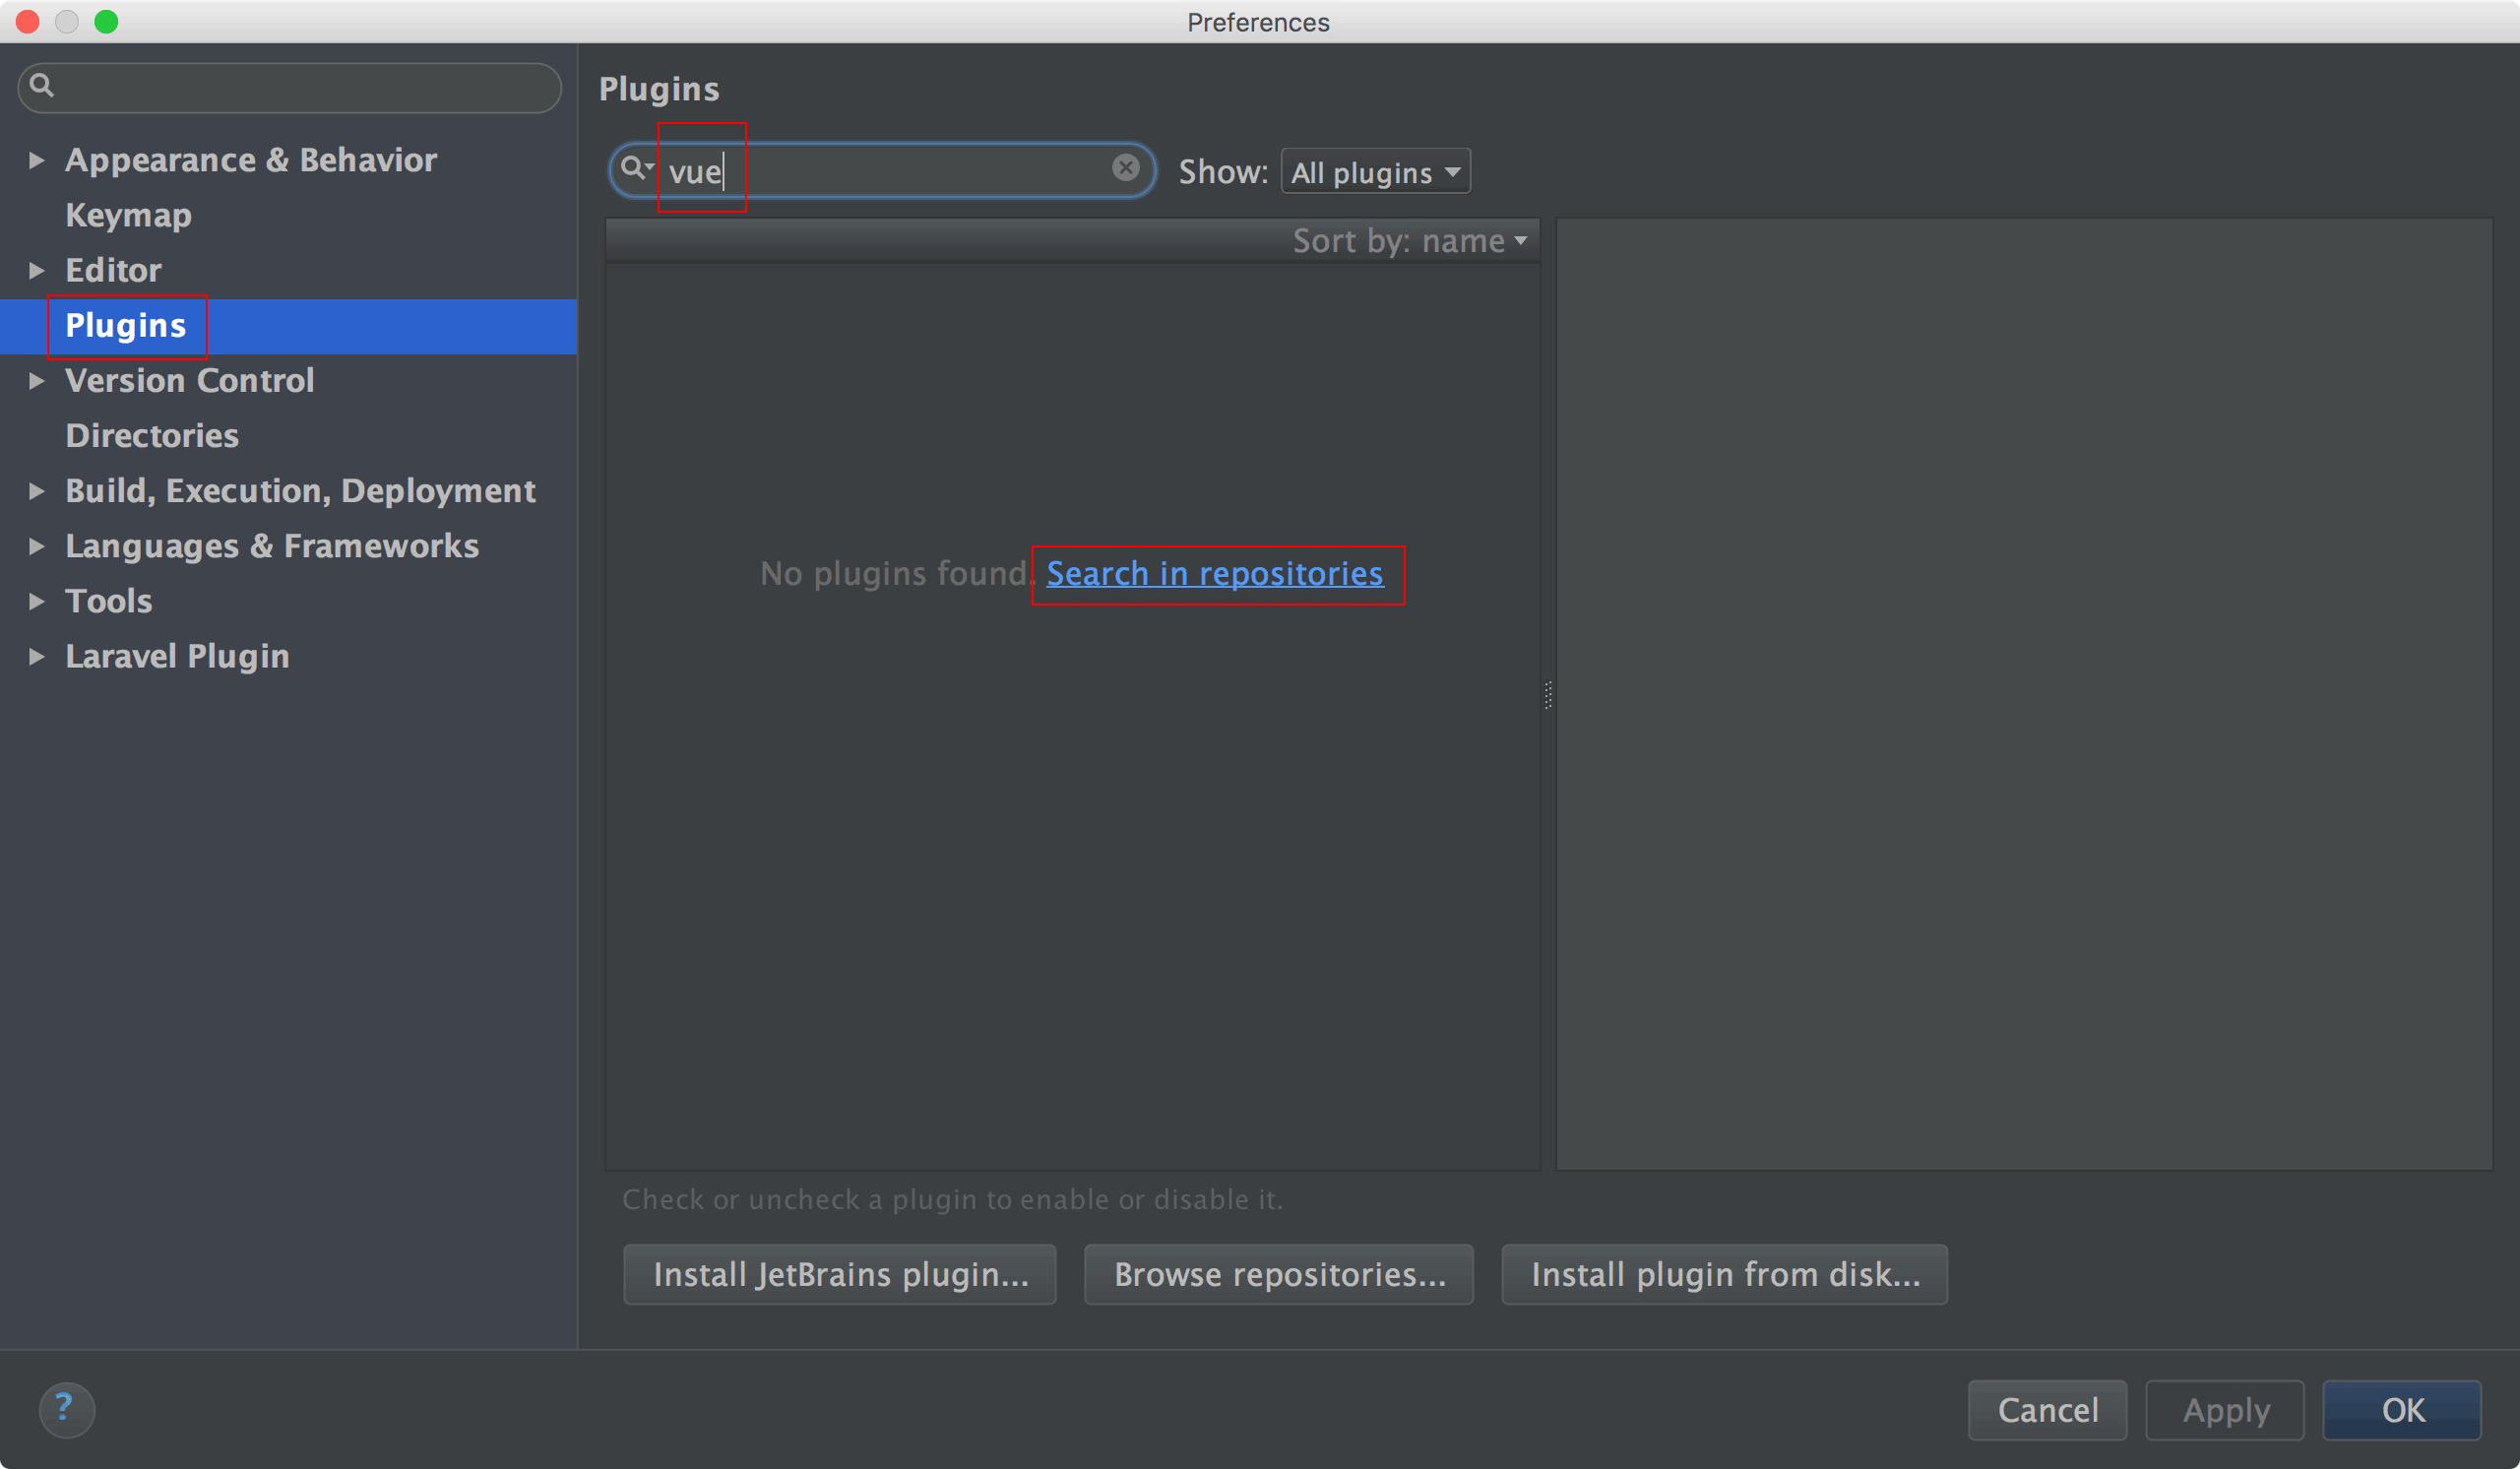 Preferences
Appearance & Behavior
Keymap
Editor
Plugins
Version Control
Directories
Build, Execution, Deployment
Languages & Frameworks
Tools
Laravel Plugin
Plugins
vue
Show: All plugins
Sort by: name
No plugins found. Search in repositories
Check or uncheck a plugin to enable or disable it.
Install JetBrains plugin...
Browse repositories...
Install plugin from disk...
?
Cancel
Apply
OK